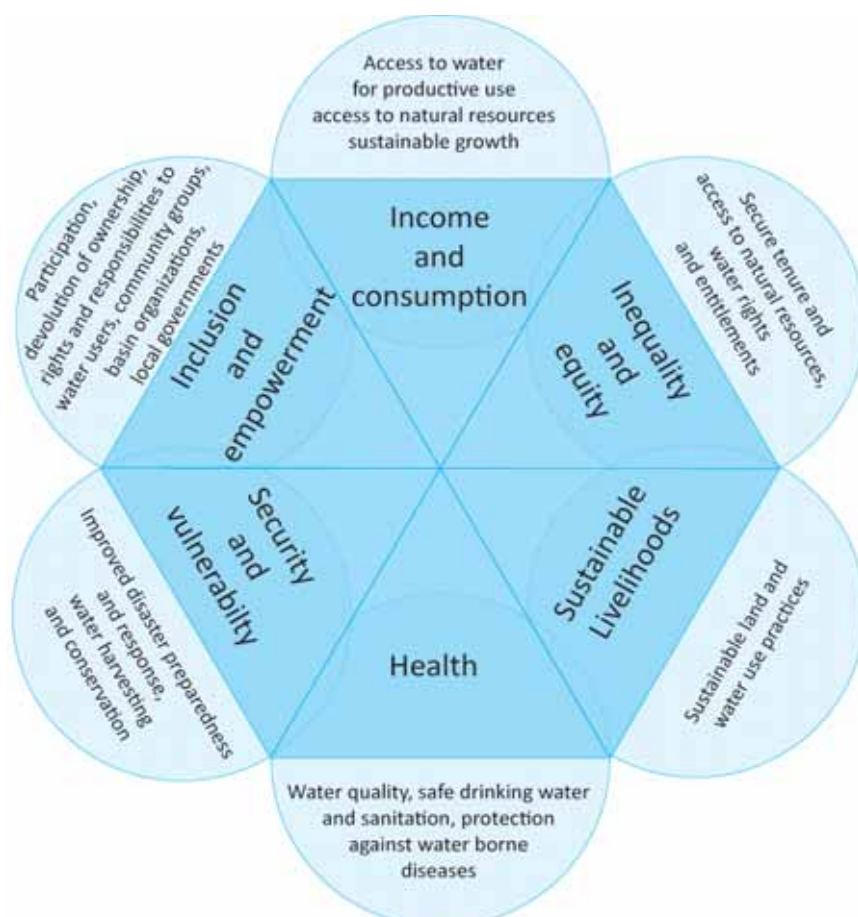 Access to water
for productive use
access to natural resources
sustainable growth
Income
and
consumption
Secure tenure and
access to natural resources,
water rights
and entitlements
Inequality
and
equity
Sustainable
Livelihoods
Sustainable land and
water use practices
Health
Water quality, safe drinking water
and sanitation, protection
against water borne
diseases
Security
and
vulnerabilty
Improved disaster preparedness
and response,
water harvesting
and conservation
Participation,
devolution of ownership,
rights and responsibilities to
water users, community groups,
basin organizations,
local governments
Inclusion
and
empowerment